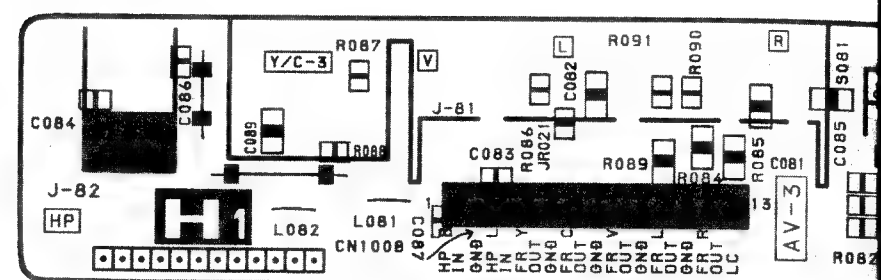 R087
R091
R090
L
R
Y/C-3
V
C086
C082
S081
J-81
C084
C089
R088
C083
R086
JR021
R089
R084
R085
C081
C085
J-82
HP
H1
L082
L081
CN1008
C087
1
13
AV-3
R082
HP R
IN
GND
HP L
IN
FR Y
OUT
GND
FR C
OUT
GND
FR V
OUT
GND
FR L
OUT
GND
FR R
OUT